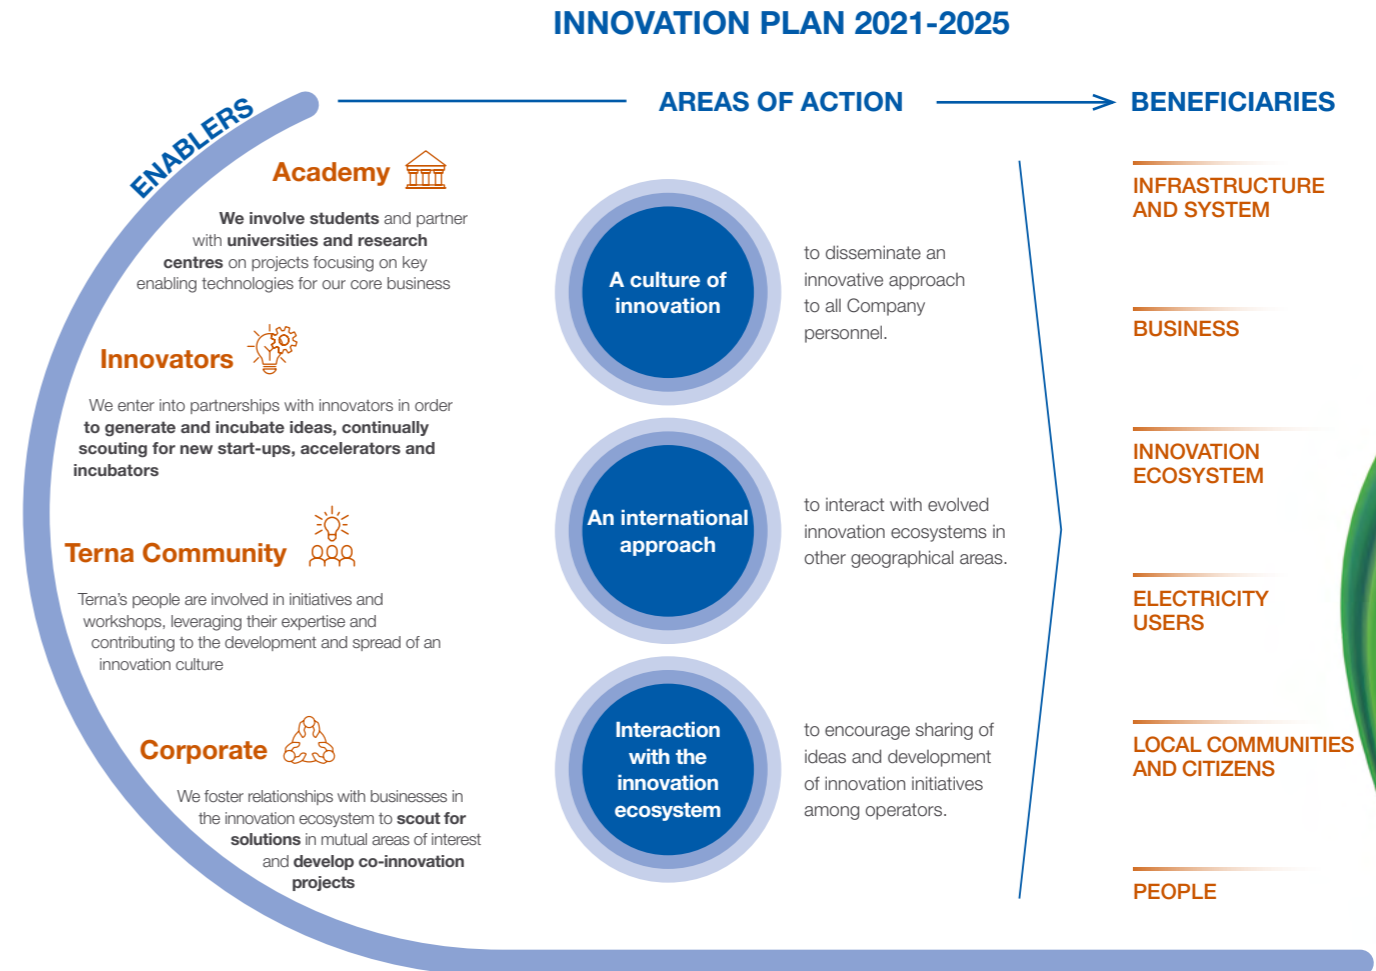 INNOVATION PLAN 2021-2025
ENABLERS
AREAS OF ACTION
BENEFICIARIES
Academy
We involve students and partner
with universities and research
centres on projects focusing on key
enabling technologies for our core business
Innovators
We enter into partnerships with innovators in order
to generate and incubate ideas, continually
scouting for new start-ups, accelerators and
incubators
Terna Community
Terna’s people are involved in initiatives and
workshops, leveraging their expertise and
contributing to the development and spread of an
innovation culture
Corporate
We foster relationships with businesses in
the innovation ecosystem to scout for
solutions in mutual areas of interest
and develop co-innovation
projects
A culture of
innovation
to disseminate an
innovative approach
to all Company
personnel.
An international
approach
to interact with evolved
innovation ecosystems in
other geographical areas.
Interaction
with the
innovation
ecosystem
to encourage sharing of
ideas and development
of innovation initiatives
among operators.
INFRASTRUCTURE
AND SYSTEM
BUSINESS
INNOVATION
ECOSYSTEM
ELECTRICITY
USERS
LOCAL COMMUNITIES
AND CITIZENS
PEOPLE